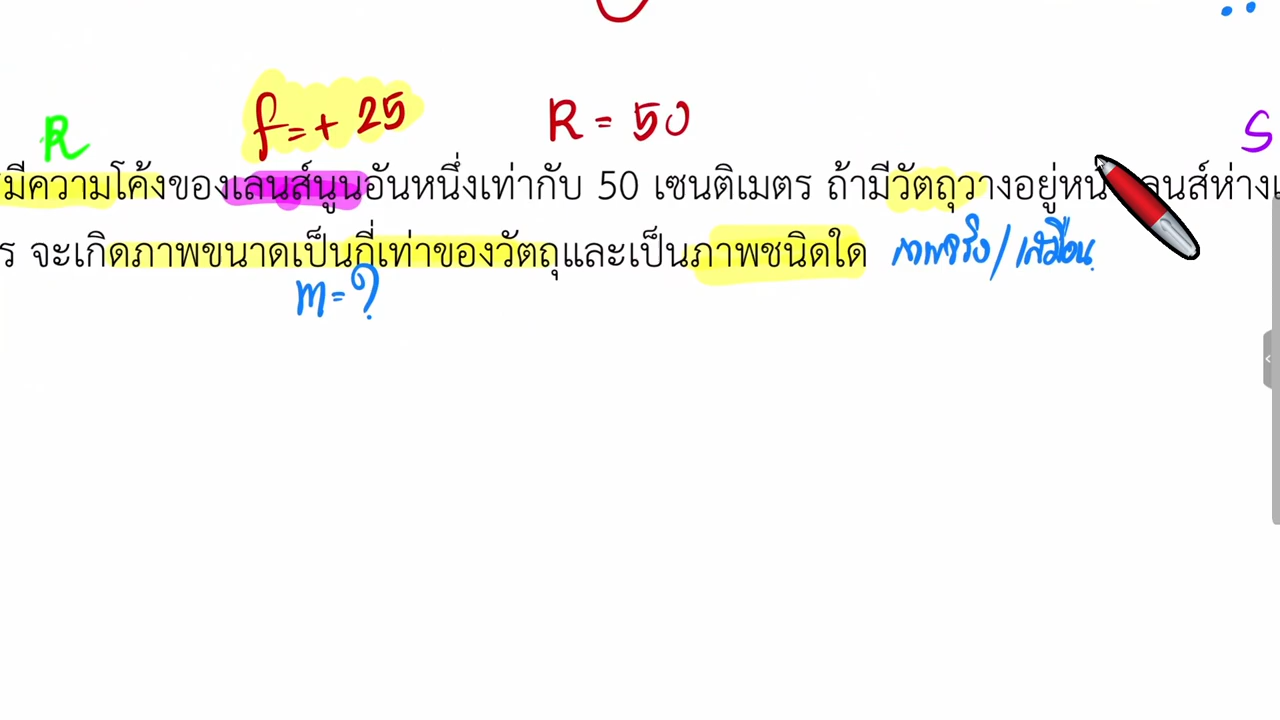 R f = + 25 R = 50 S
มีความโค้งของเลนส์นูนอันหนึ่งเท่ากับ 50 เซนติเมตร ถ้ามีวัตถุวางอยู่หน้าเลนส์ห่าง
ร จะเกิดภาพขนาดเป็นกี่เท่าของวัตถุและเป็นภาพชนิดใด ภาพจริง/เสมือน
m = ?